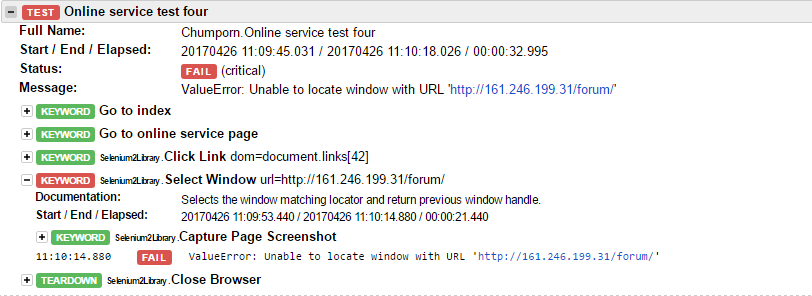 TEST Online service test four
Full Name: Chumporn.Online service test four
Start / End / Elapsed: 20170426 11:09:45.031 / 20170426 11:10:18.026 / 00:00:32.995
Status: FAIL (critical)
Message: ValueError: Unable to locate window with URL 'http://161.246.199.31/forum/'
+ KEYWORD Go to index
+ KEYWORD Go to online service page
+ KEYWORD Selenium2Library.Click Link dom=document.links[42]
− KEYWORD Selenium2Library.Select Window url=http://161.246.199.31/forum/
Documentation: Selects the window matching locator and return previous window handle.
Start / End / Elapsed: 20170426 11:09:53.440 / 20170426 11:10:14.880 / 00:00:21.440
+ KEYWORD Selenium2Library.Capture Page Screenshot
11:10:14.880 FAIL ValueError: Unable to locate window with URL 'http://161.246.199.31/forum/'
+ TEARDOWN Selenium2Library.Close Browser